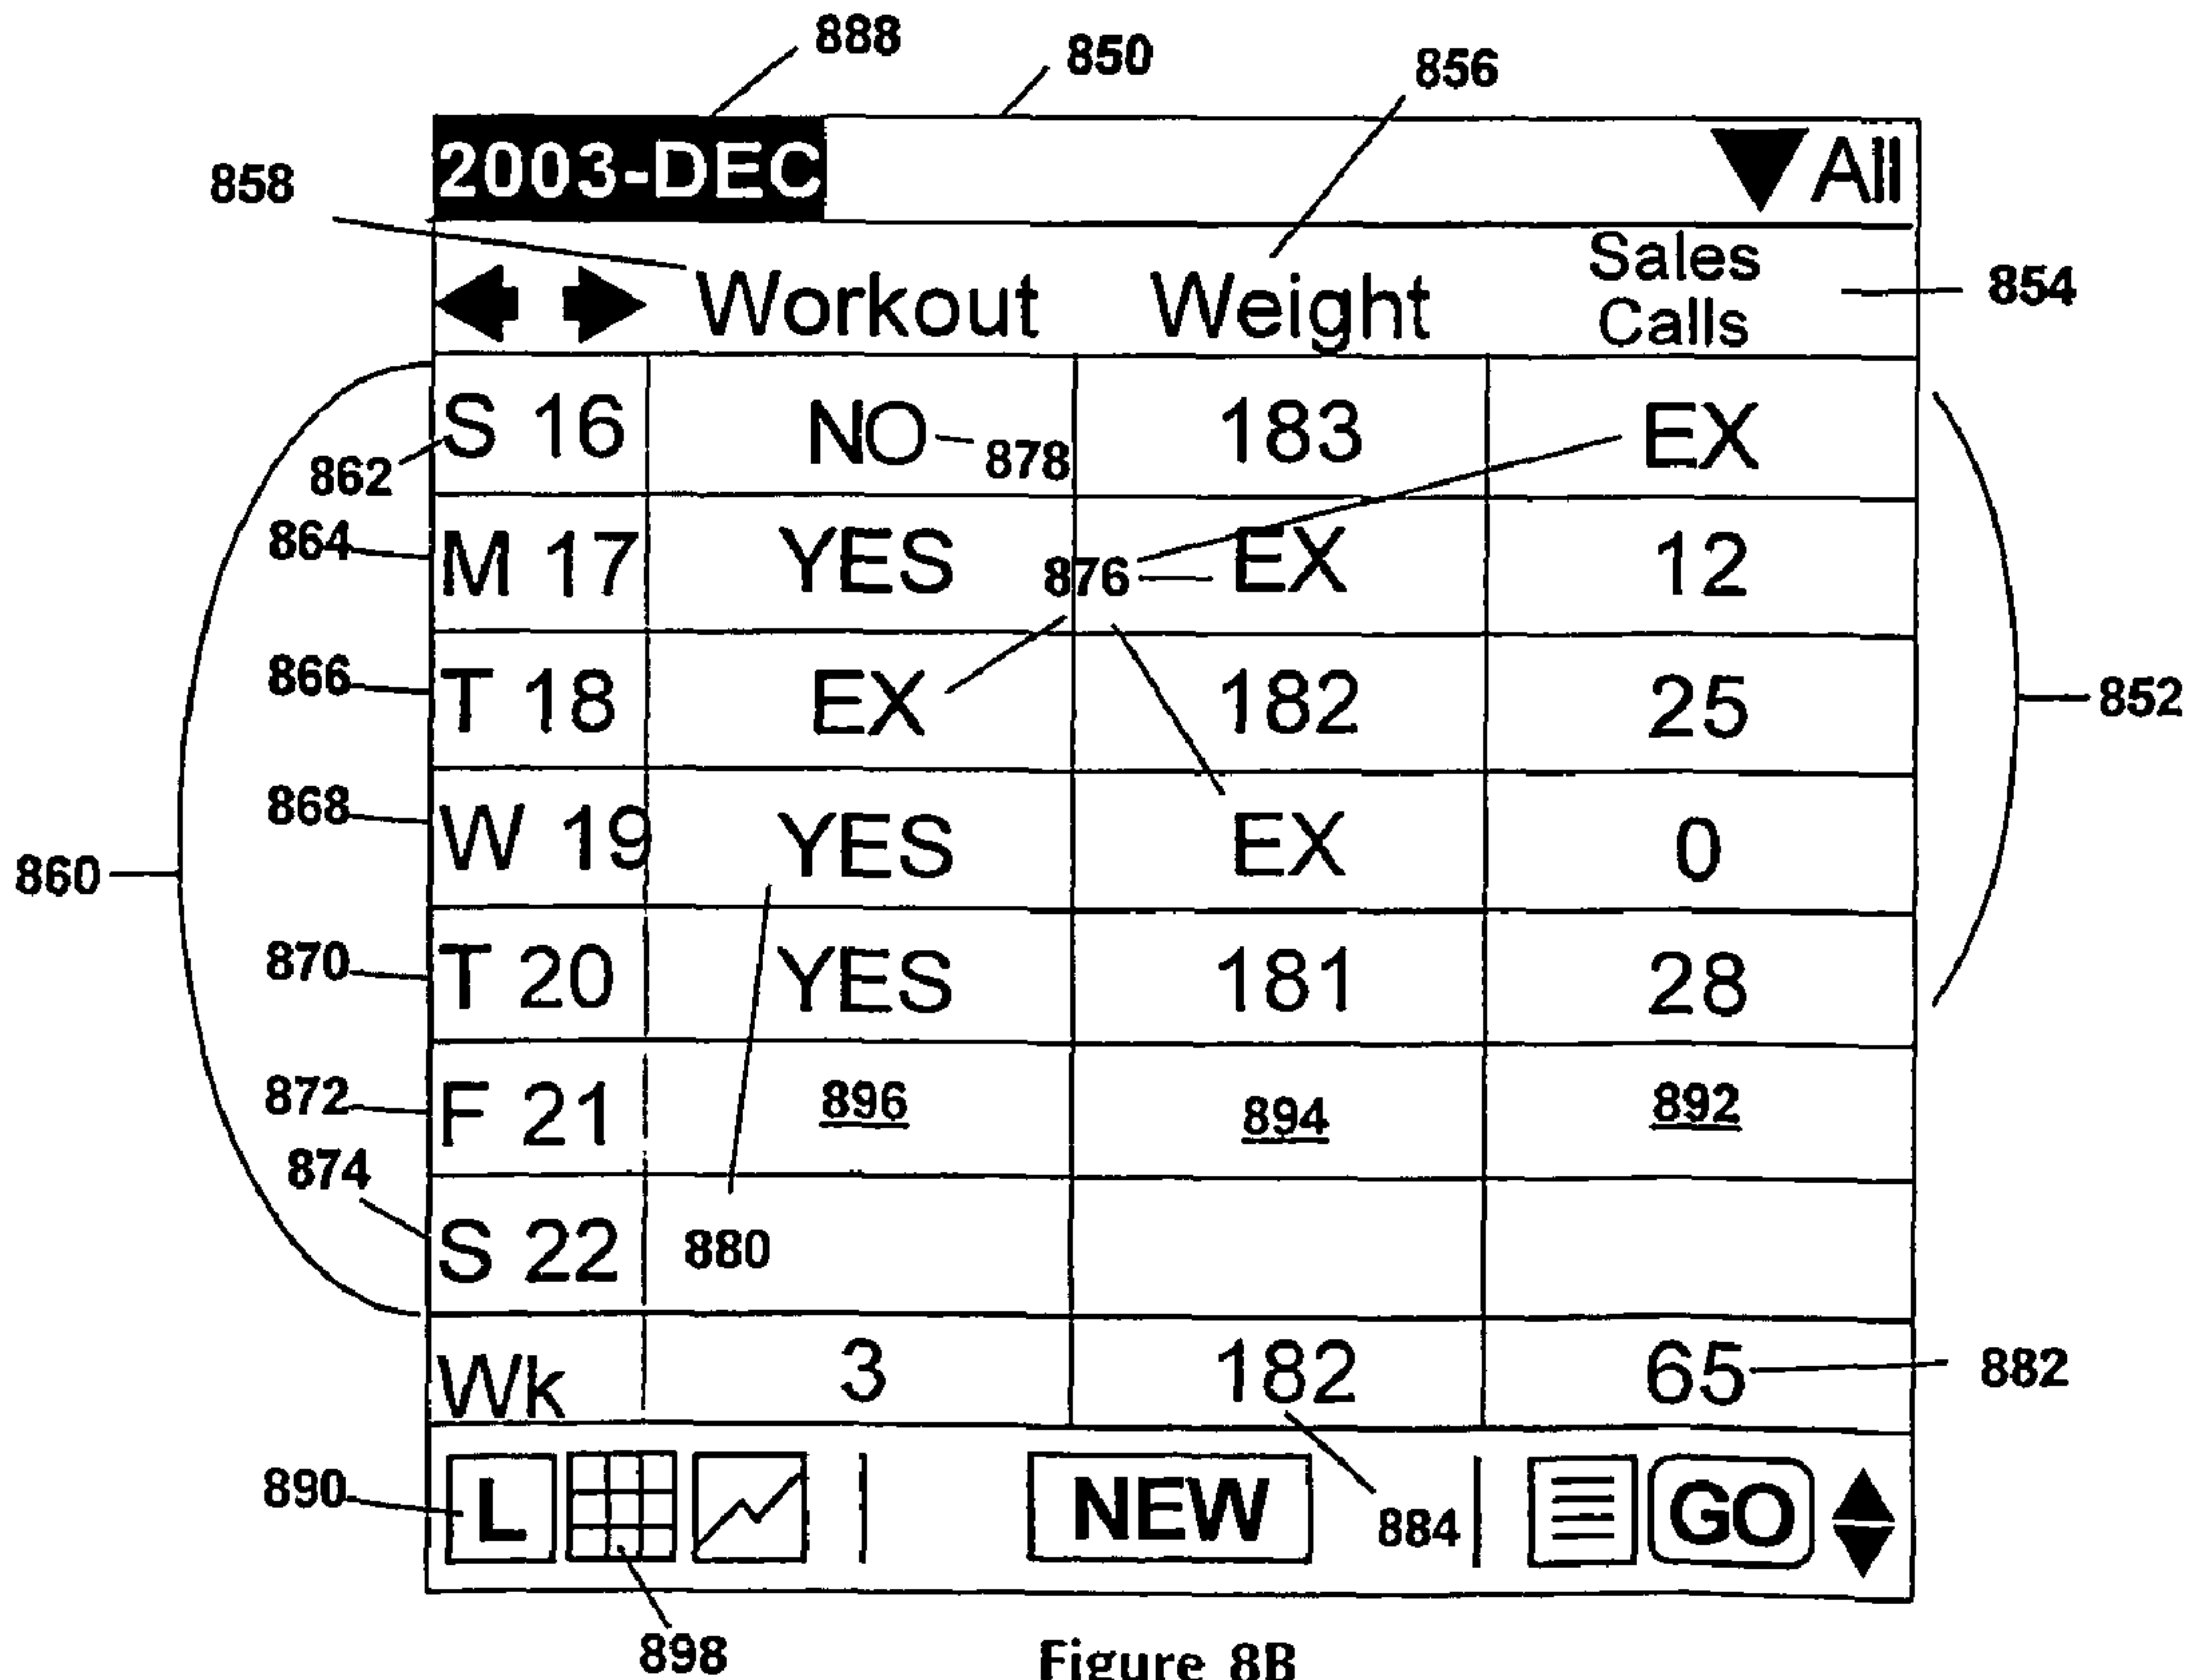 888
850
856
2003-DEC
All
858
Workout
Weight
Sales
Calls
854
S 16
NO
878
183
EX
862
864
M 17
YES
876
EX
12
866
T 18
EX
182
25
852
868
W 19
YES
EX
0
860
870
T 20
YES
181
28
872
F 21
896
894
892
874
S 22
880
Wk
3
182
65
882
890
L
NEW
884
GO
898
Figure 8B